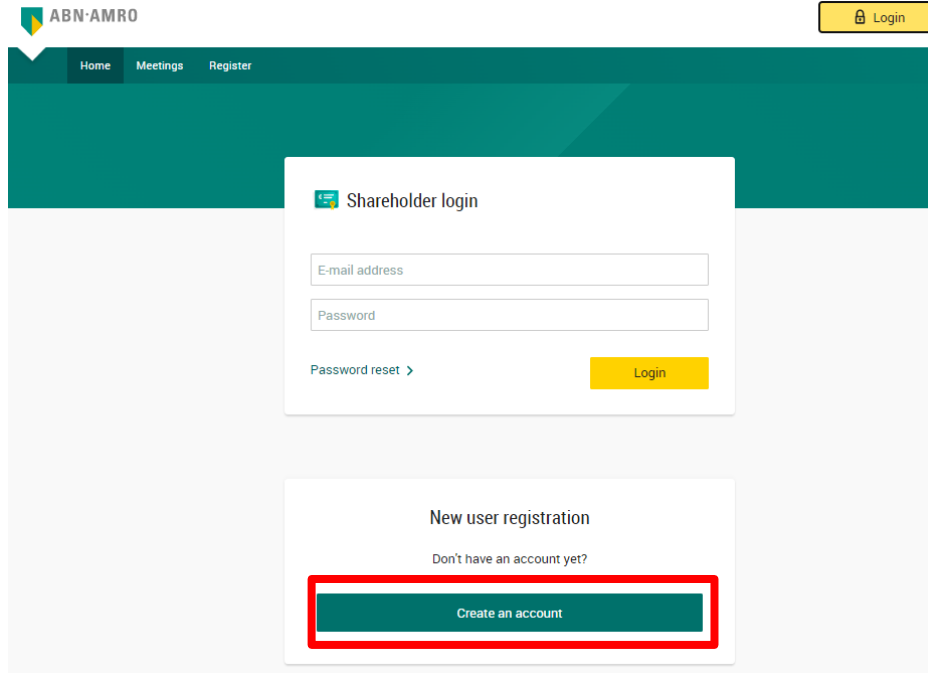 ABN·AMRO
Login
Home Meetings Register
Shareholder login
E-mail address
Password
Password reset
Login
New user registration
Don't have an account yet?
Create an account